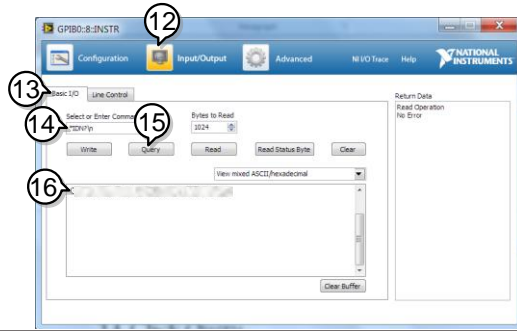 12
GPIB0::8::INSTR
Configuration
Input/Output
Advanced
NI I/O Trace
Help
NATIONAL INSTRUMENTS
13
Basic I/O
Line Control
Return Data
Read Operation
No Error
14
15
Select or Enter Comma
Bytes to Read
*IDN?\n
1024
Write
Query
Read
Read Status Byte
Clear
View mixed ASCII/hexadecimal
16
Clear Buffer